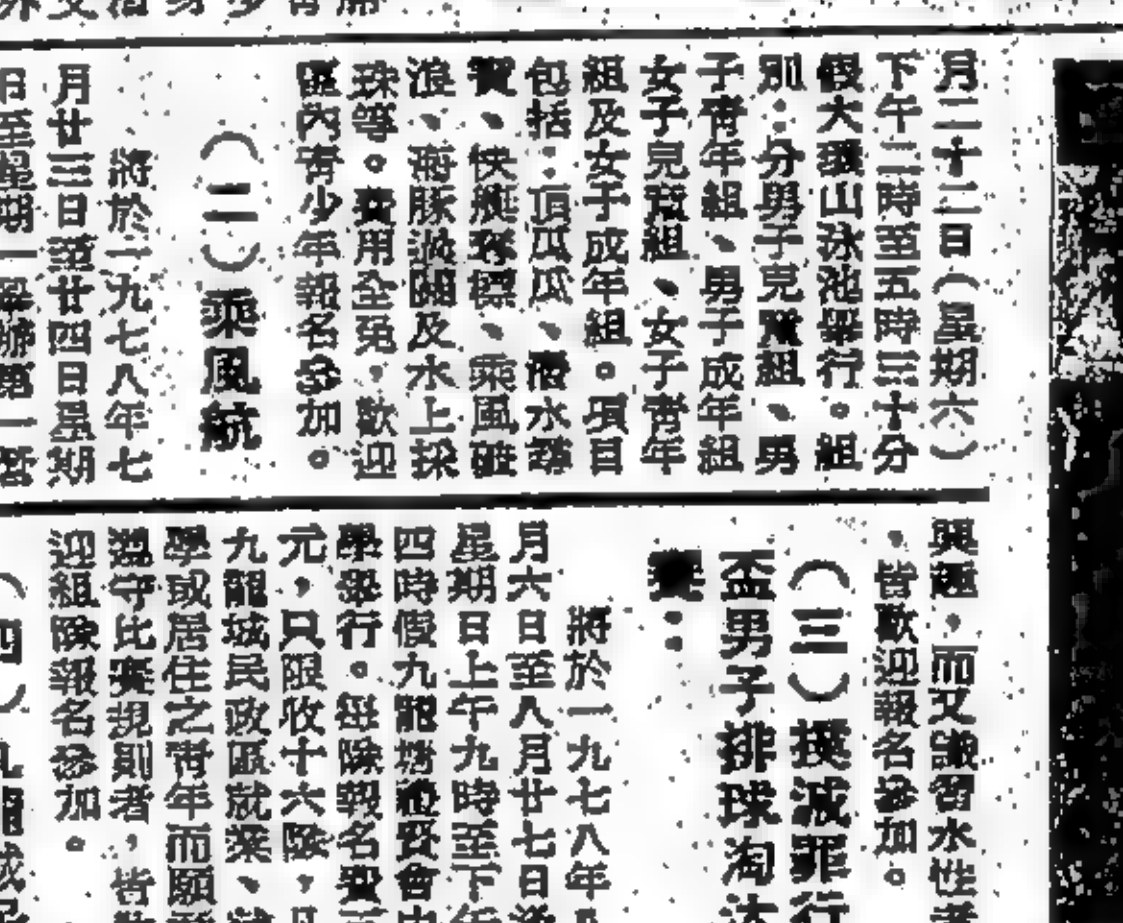 月二十二日(星期六)
下午二時至五時三十分
假大環山泳池舉行。組
別:分男子兒童組、男
子青年組、男子成年組
女子兒童組、女子青年
組及女子成年組。項目
包括:頂瓜瓜、潛水尋
寶、快艇奪標、乘風破
浪、海豚過關及水上採
珠等。費用全免,歡迎
區內青少年報名參加。
(二)乘風航
將於一九七八年七
月廿三日至廿四日星期
日至星期一舉辦第一
興趣,而又諳習水性者
,皆歡迎報名參加。
(三)撲滅罪行
盃男子排球淘汰
賽:
將於一九七八年
月六日至八月廿七日逢
星期日上午九時至下午
四時假九龍塘
學舉行。每隊報名費
元,只限收十六隊,凡
九龍城民政區就業、就
學或居住之青年而願
遵守比賽規則者,皆歡
迎組隊報名參加。
(四)九龍城民